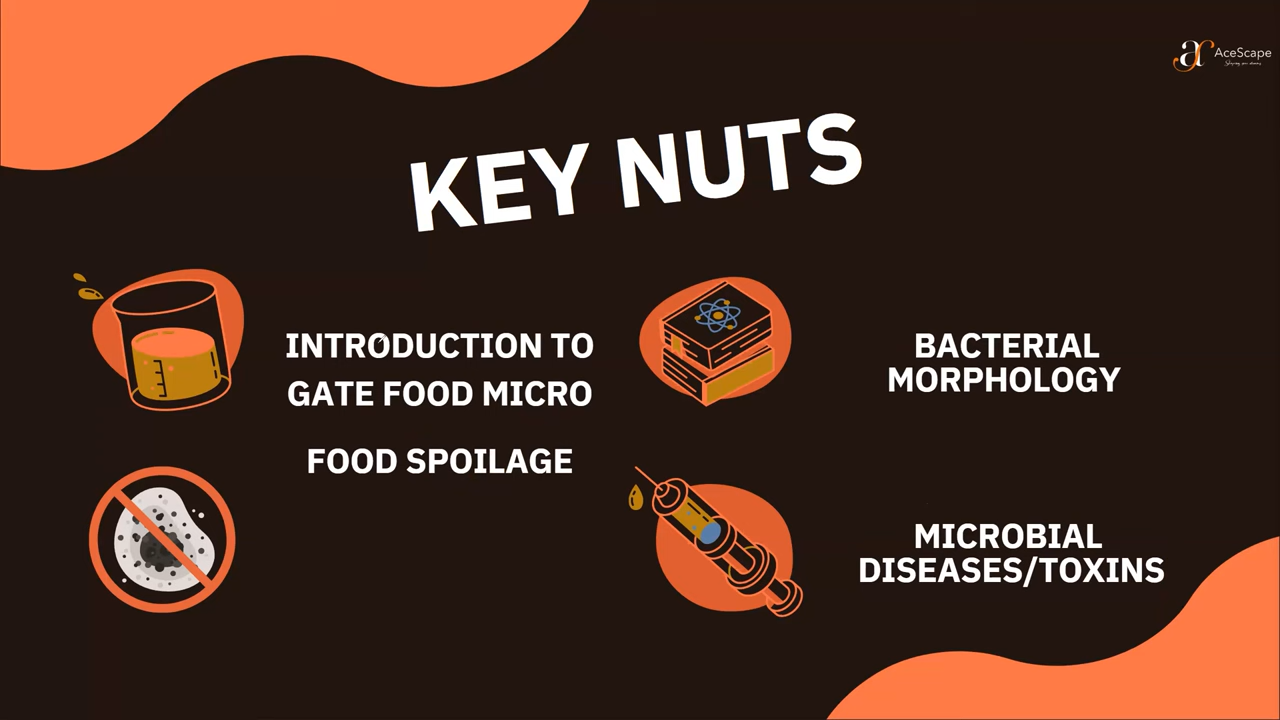 AceScape
KEY NUTS
INTRODUCTION TO
GATE FOOD MICRO
FOOD SPOILAGE
BACTERIAL
MORPHOLOGY
MICROBIAL
DISEASES/TOXINS